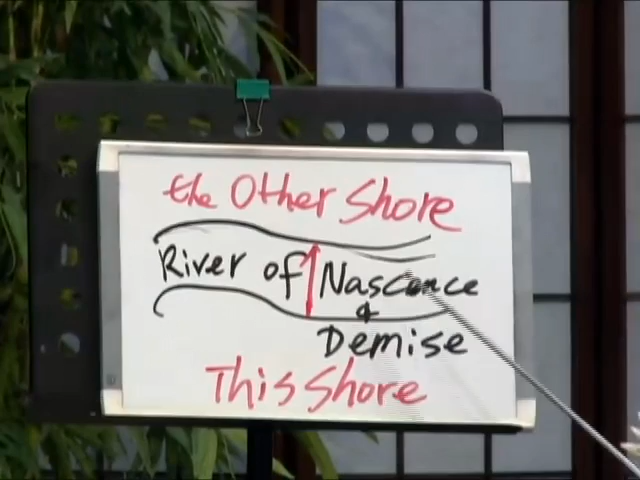 the Other Shore
River of Nascence
&
Demise
This Shore